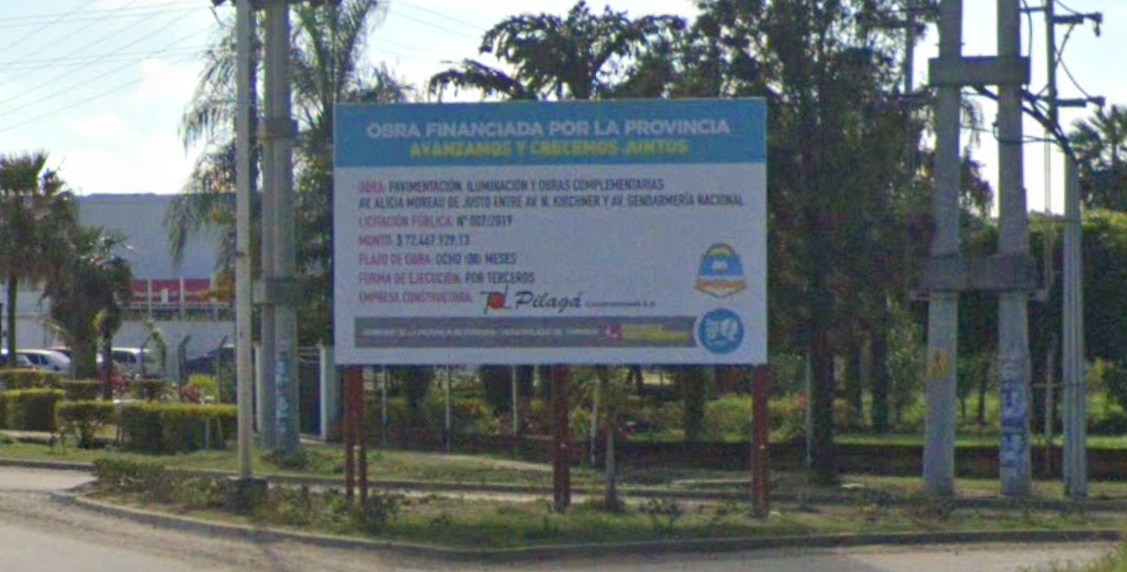 OBRA FINANCIADA POR LA PROVINCIA
AVANZAMOS Y CRECEMOS JUNTOS
OBRA: PAVIMENTACIÓN, ILUMINACIÓN Y OBRAS COMPLEMENTARIAS
AV. ALICIA MOREAU DE JUSTO ENTRE AV. N. KIRCHNER Y AV. GENDARMERÍA NACIONAL
LICITACIÓN PÚBLICA: N° 007/2019
MONTO: $ 72.467.929,13
PLAZO DE OBRA: OCHO (08) MESES
FORMA DE EJECUCIÓN: POR TERCEROS
EMPRESA CONSTRUCTORA: Pilagá